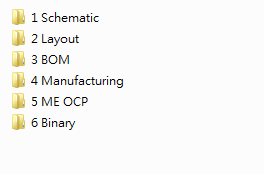 1 Schematic
2 Layout
3 BOM
4 Manufacturing
5 ME OCP
6 Binary